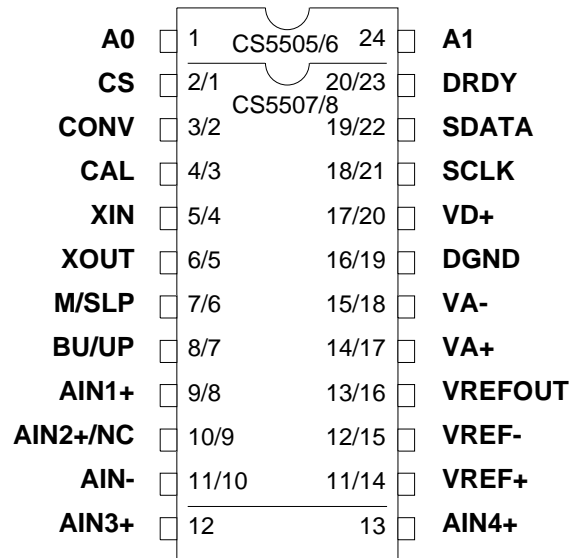 A0 1 CS5505/6 24 A1
CS 2/1 20/23 DRDY
CS5507/8
CONV 3/2 19/22 SDATA
CAL 4/3 18/21 SCLK
XIN 5/4 17/20 VD+
XOUT 6/5 16/19 DGND
M/SLP 7/6 15/18 VA-
BU/UP 8/7 14/17 VA+
AIN1+ 9/8 13/16 VREFOUT
AIN2+/NC 10/9 12/15 VREF-
AIN- 11/10 11/14 VREF+
AIN3+ 12 13 AIN4+